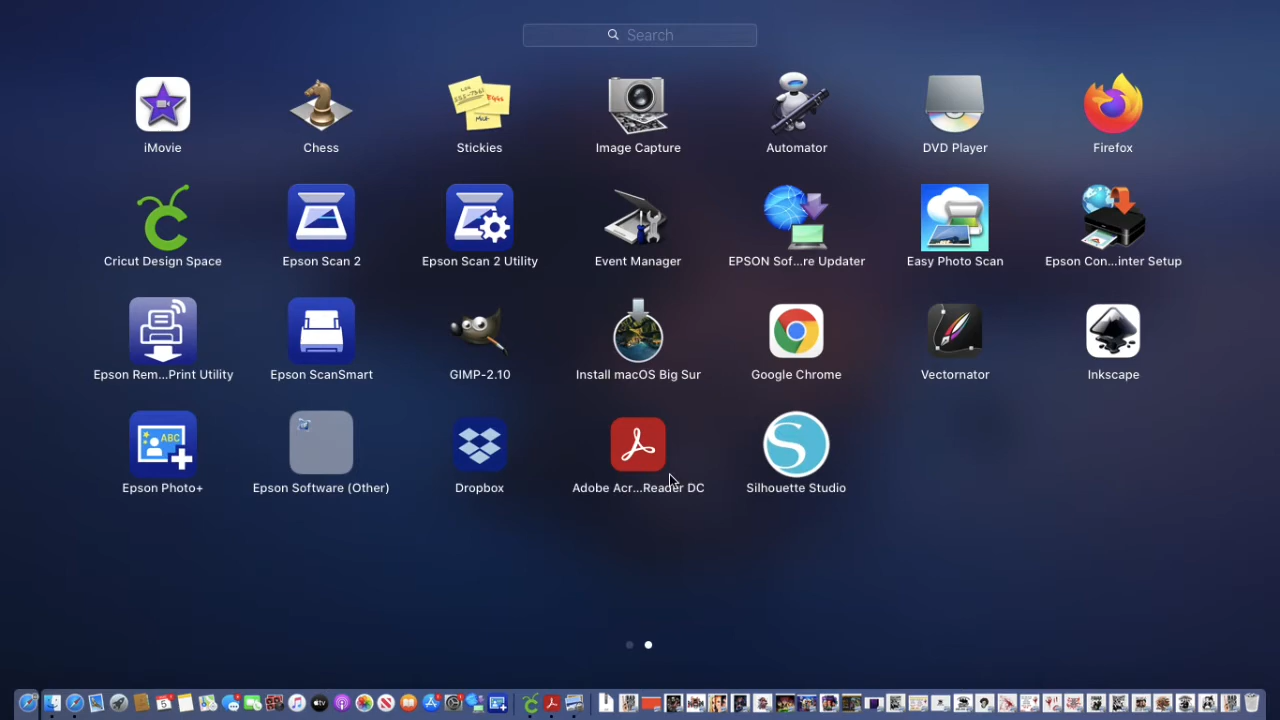 Search
iMovie
Chess
Stickies
Image Capture
Automator
DVD Player
Firefox
Cricut Design Space
Epson Scan 2
Epson Scan 2 Utility
Event Manager
EPSON Sof...re Updater
Easy Photo Scan
Epson Con...inter Setup
Epson Rem...Print Utility
Epson ScanSmart
GIMP-2.10
Install macOS Big Sur
Google Chrome
Vectornator
Inkscape
ABC
Epson Photo+
Epson Software (Other)
Dropbox
Adobe Acr...Reader DC
Silhouette Studio